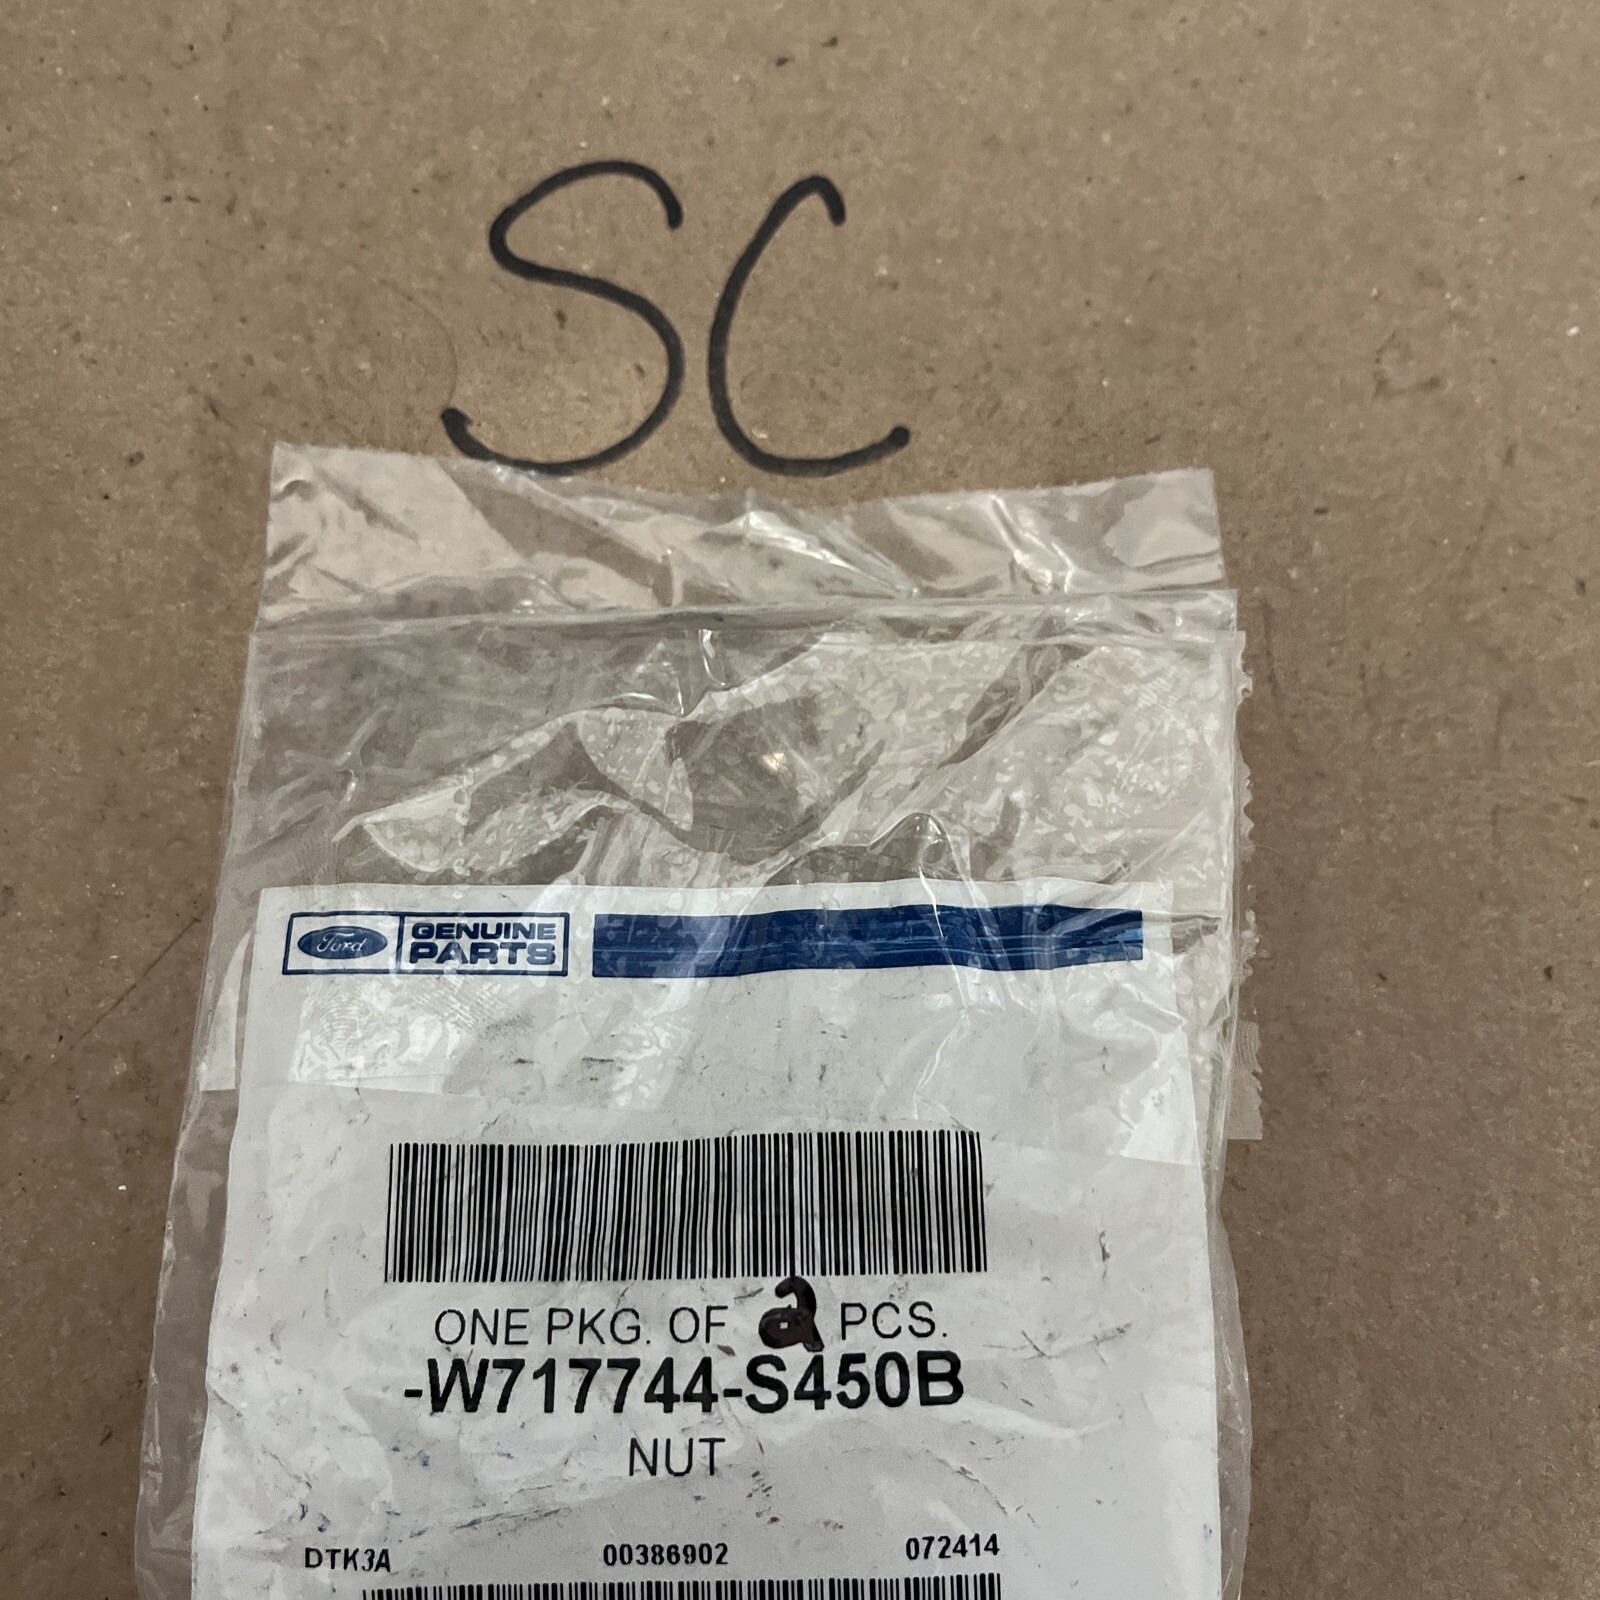 SC
Ford GENUINE
PARTS
ONE PKG. OF 2 PCS.
-W717744-S450B
NUT
DTK3A 00386902 072414